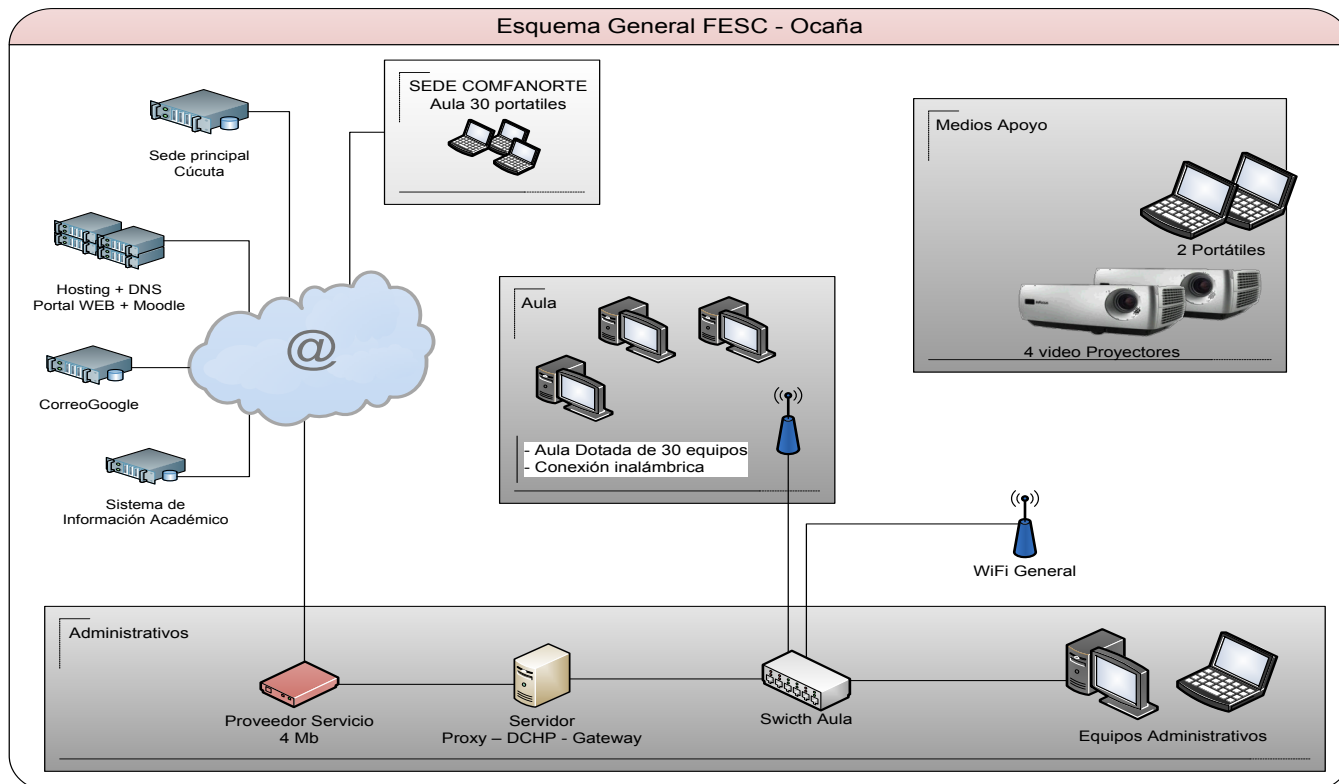 Esquema General FESC - Ocaña
SEDE COMFANORTE
Aula 30 portatiles
Sede principal
Cúcuta
Medios Apoyo
2 Portátiles
4 video Proyectores
Hosting + DNS
Portal WEB + Moodle
@
Aula
- Aula Dotada de 30 equipos
- Conexión inalámbrica
CorreoGoogle
Sistema de
Información Académico
WiFi General
Administrativos
Proveedor Servicio
4 Mb
Servidor
Proxy – DCHP - Gateway
Swicth Aula
Equipos Administrativos